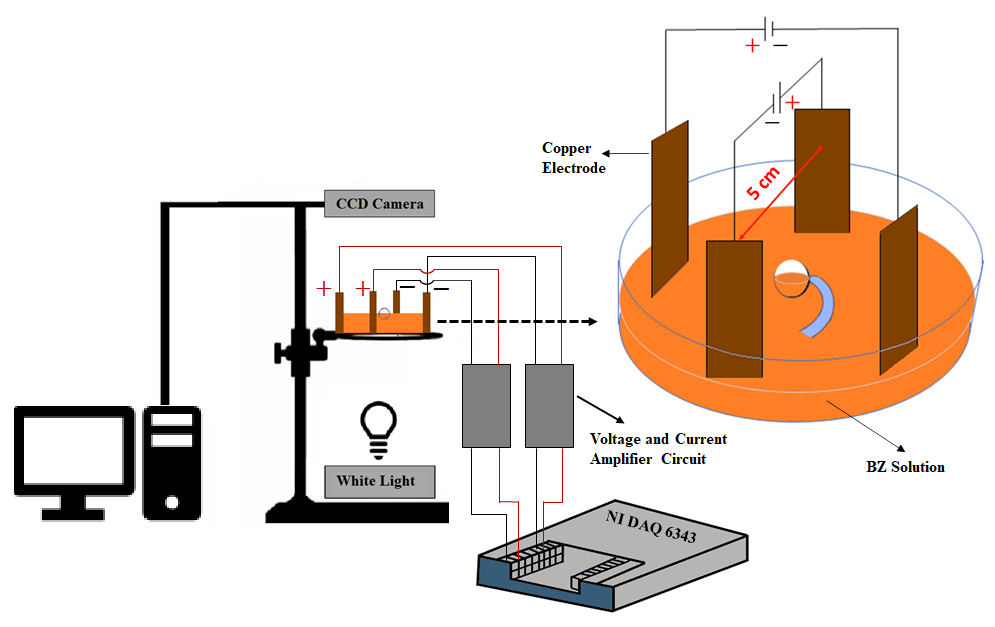 + −
+
−
Copper
Electrode
5 cm
CCD Camera
+ + − −
Voltage and Current
Amplifier Circuit
BZ Solution
White Light
NI DAQ 6343